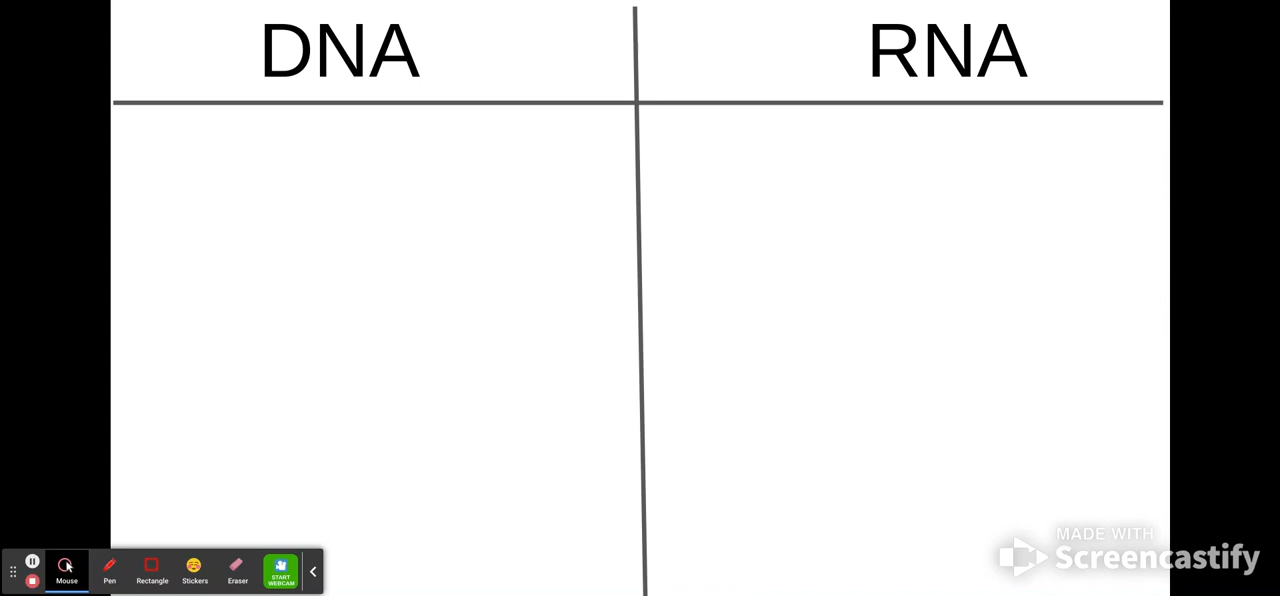 DNA
RNA
MADE WITH
Screencastify
Mouse
Pen
Rectangle
Stickers
Eraser
START
WEBCAM